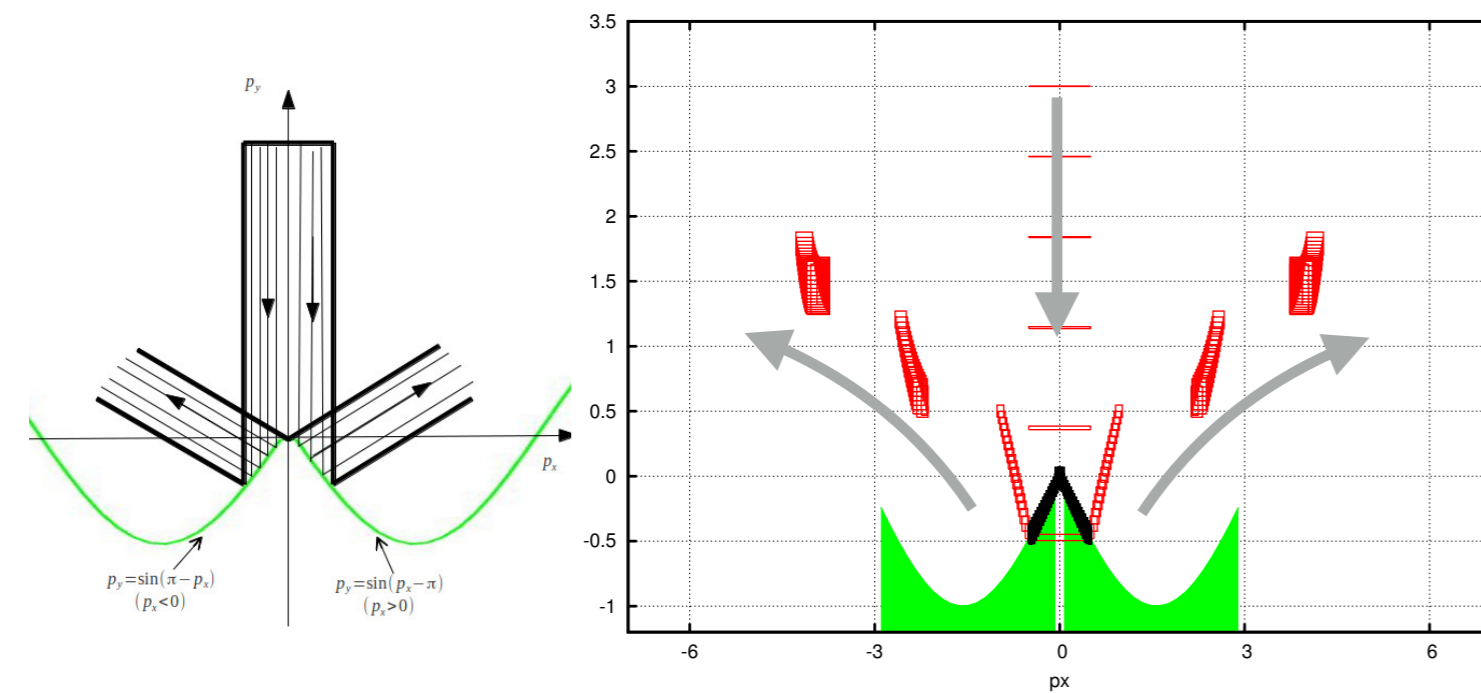 p_y
p_x
p_y=sin(π−p_x)
(p_x<0)
p_y=sin(p_x−π)
(p_x>0)
3.5
3
2.5
2
1.5
1
0.5
0
-0.5
-1
-6
-3
0
3
6
px